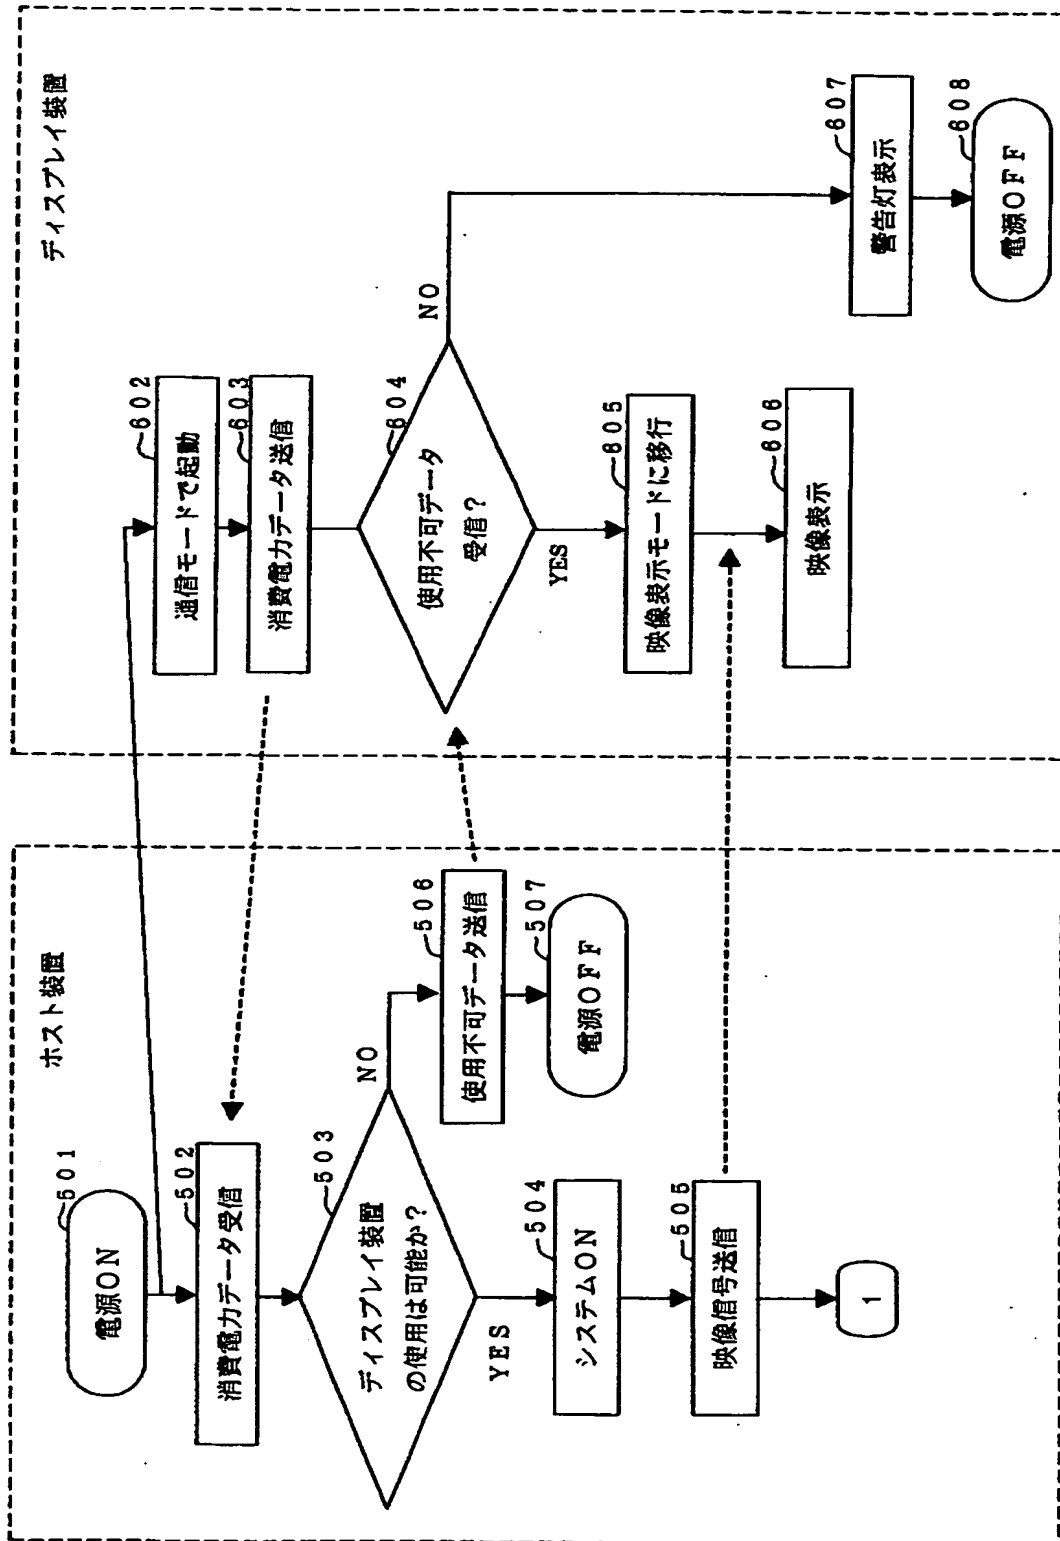 ホスト装置
電源ON
501
消費電力データ受信
502
ディスプレイ装置
の使用は可能か?
503
YES
NO
システムON
504
映像信号送信
505
1
使用不可データ送信
506
電源OFF
507
ディスプレイ装置
通信モードで起動
602
消費電力データ送信
603
使用不可データ
受信?
604
YES
NO
映像表示モードに移行
605
映像表示
606
警告灯表示
607
電源OFF
608